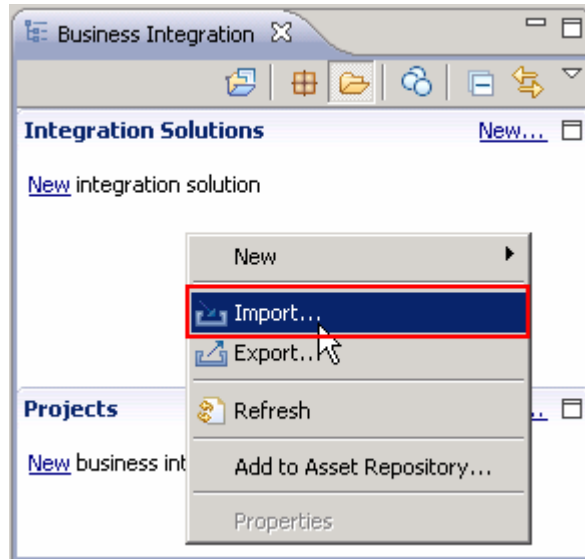 Business Integration
Integration Solutions New...
New integration solution
New
Import...
Export...
Projects ..
Refresh
New business int
Add to Asset Repository...
Properties